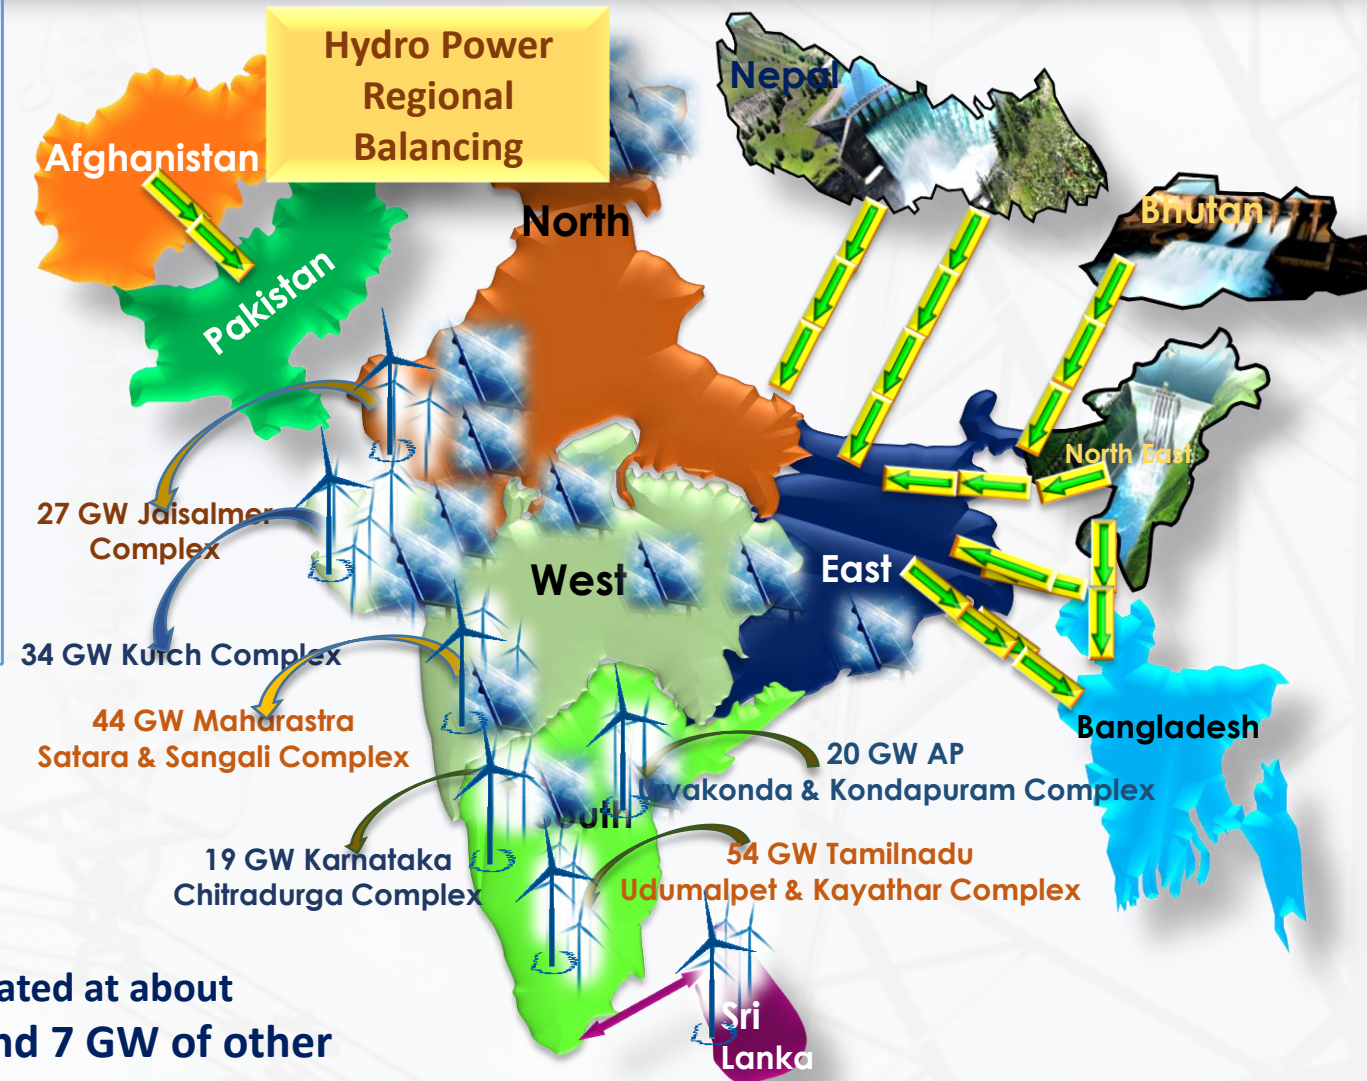 Hydro Power
Regional
Balancing
Nepal
Afghanistan
Bhutan
North
Pakistan
North East
27 GW Jaisalmer
Complex
West
East
34 GW Kutch Complex
44 GW Maharastra
Satara & Sangali Complex
Bangladesh
20 GW AP
Urvakonda & Kondapuram Complex
South
19 GW Karnataka
Chitradurga Complex
54 GW Tamilnadu
Udumalpet & Kayathar Complex
ated at about
nd 7 GW of other
Sri
Lanka